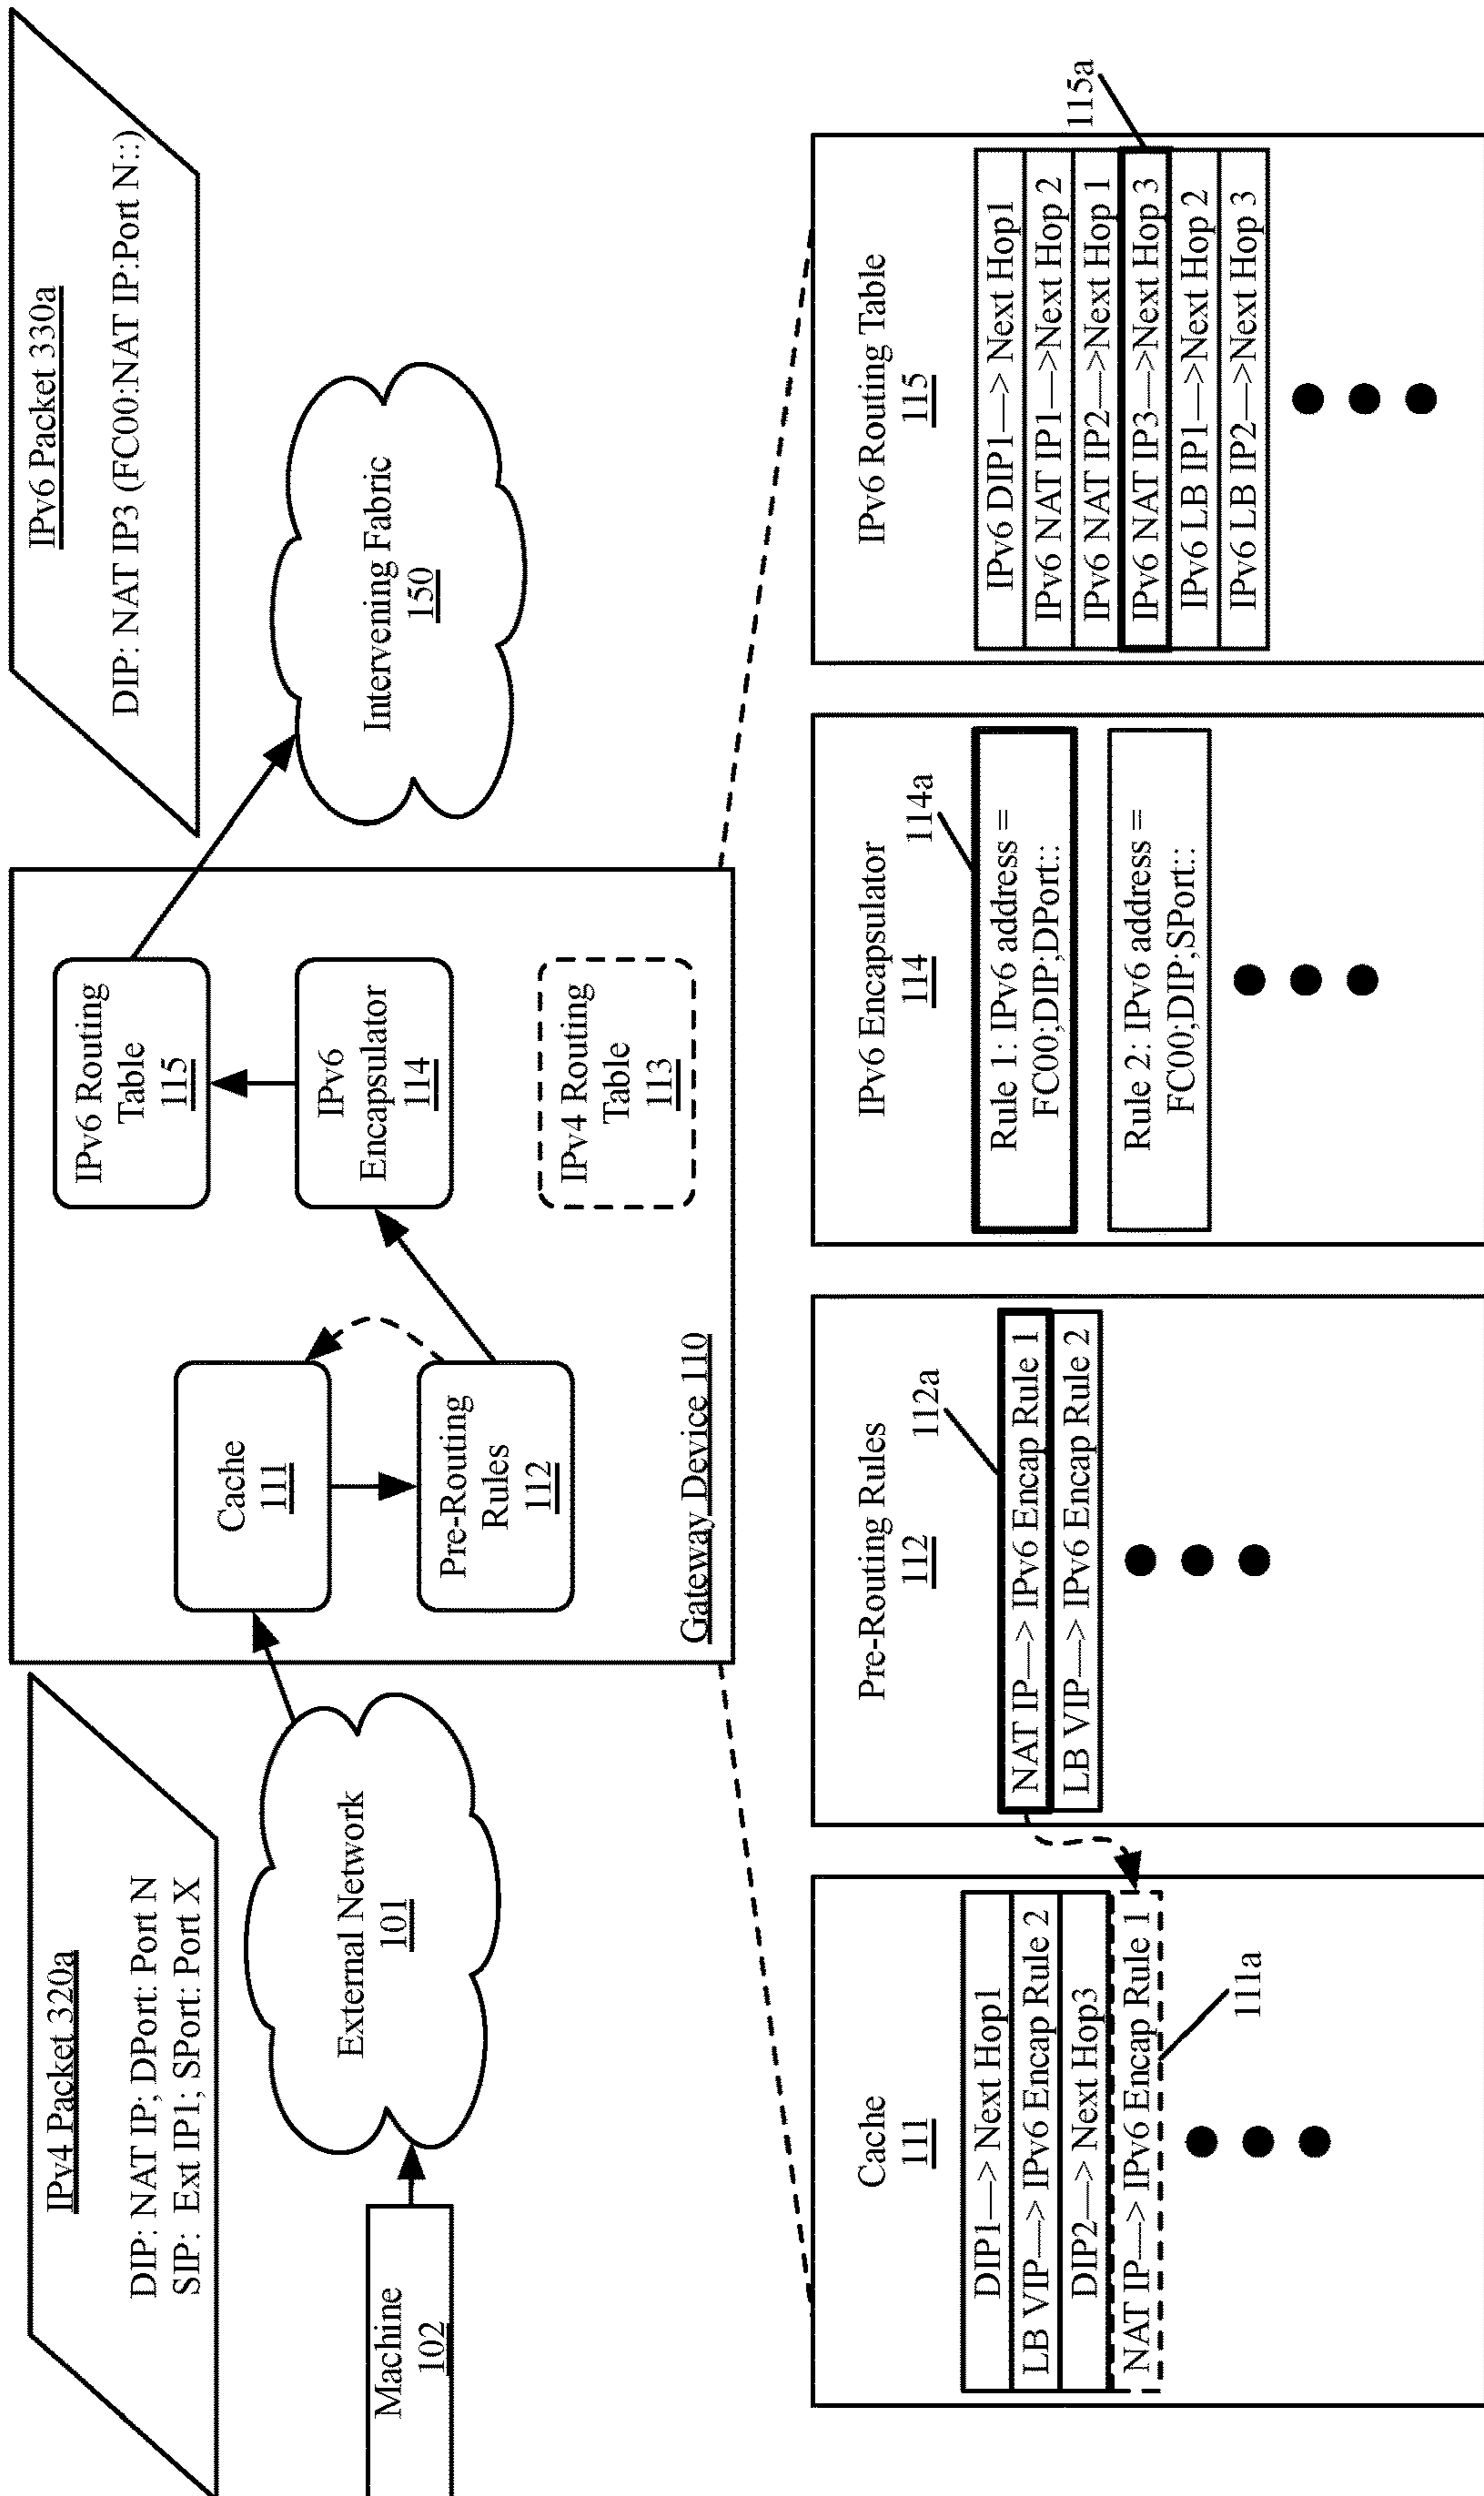 IPv4 Packet 320a
DIP: NAT IP; DPort: Port N
SIP: Ext IP1; SPort: Port X
Machine
102
External Network
101
Cache
111
Pre-Routing
Rules
112
IPv6 Routing
Table
115
IPv6
Encapsulator
114
IPv4 Routing
Table
113
Gateway Device 110
IPv6 Packet 330a
DIP: NAT IP3 (FC00:NAT IP:Port N::)
Intervening Fabric
150
Cache
111
DIP1—> Next Hop1
LB VIP—> IPv6 Encap Rule 2
DIP2—> Next Hop3
NAT IP—> IPv6 Encap Rule 1
111a
Pre-Routing Rules
112
112a
NAT IP—> IPv6 Encap Rule 1
LB VIP—> IPv6 Encap Rule 2
IPv6 Encapsulator
114
114a
Rule 1: IPv6 address =
FC00;DIP;DPort::
Rule 2: IPv6 address =
FC00;DIP;SPort::
IPv6 Routing Table
115
115a
IPv6 DIP1—> Next Hop1
IPv6 NAT IP1—>Next Hop 2
IPv6 NAT IP2—>Next Hop 1
IPv6 NAT IP3—>Next Hop 3
IPv6 LB IP1—>Next Hop 2
IPv6 LB IP2—>Next Hop 3